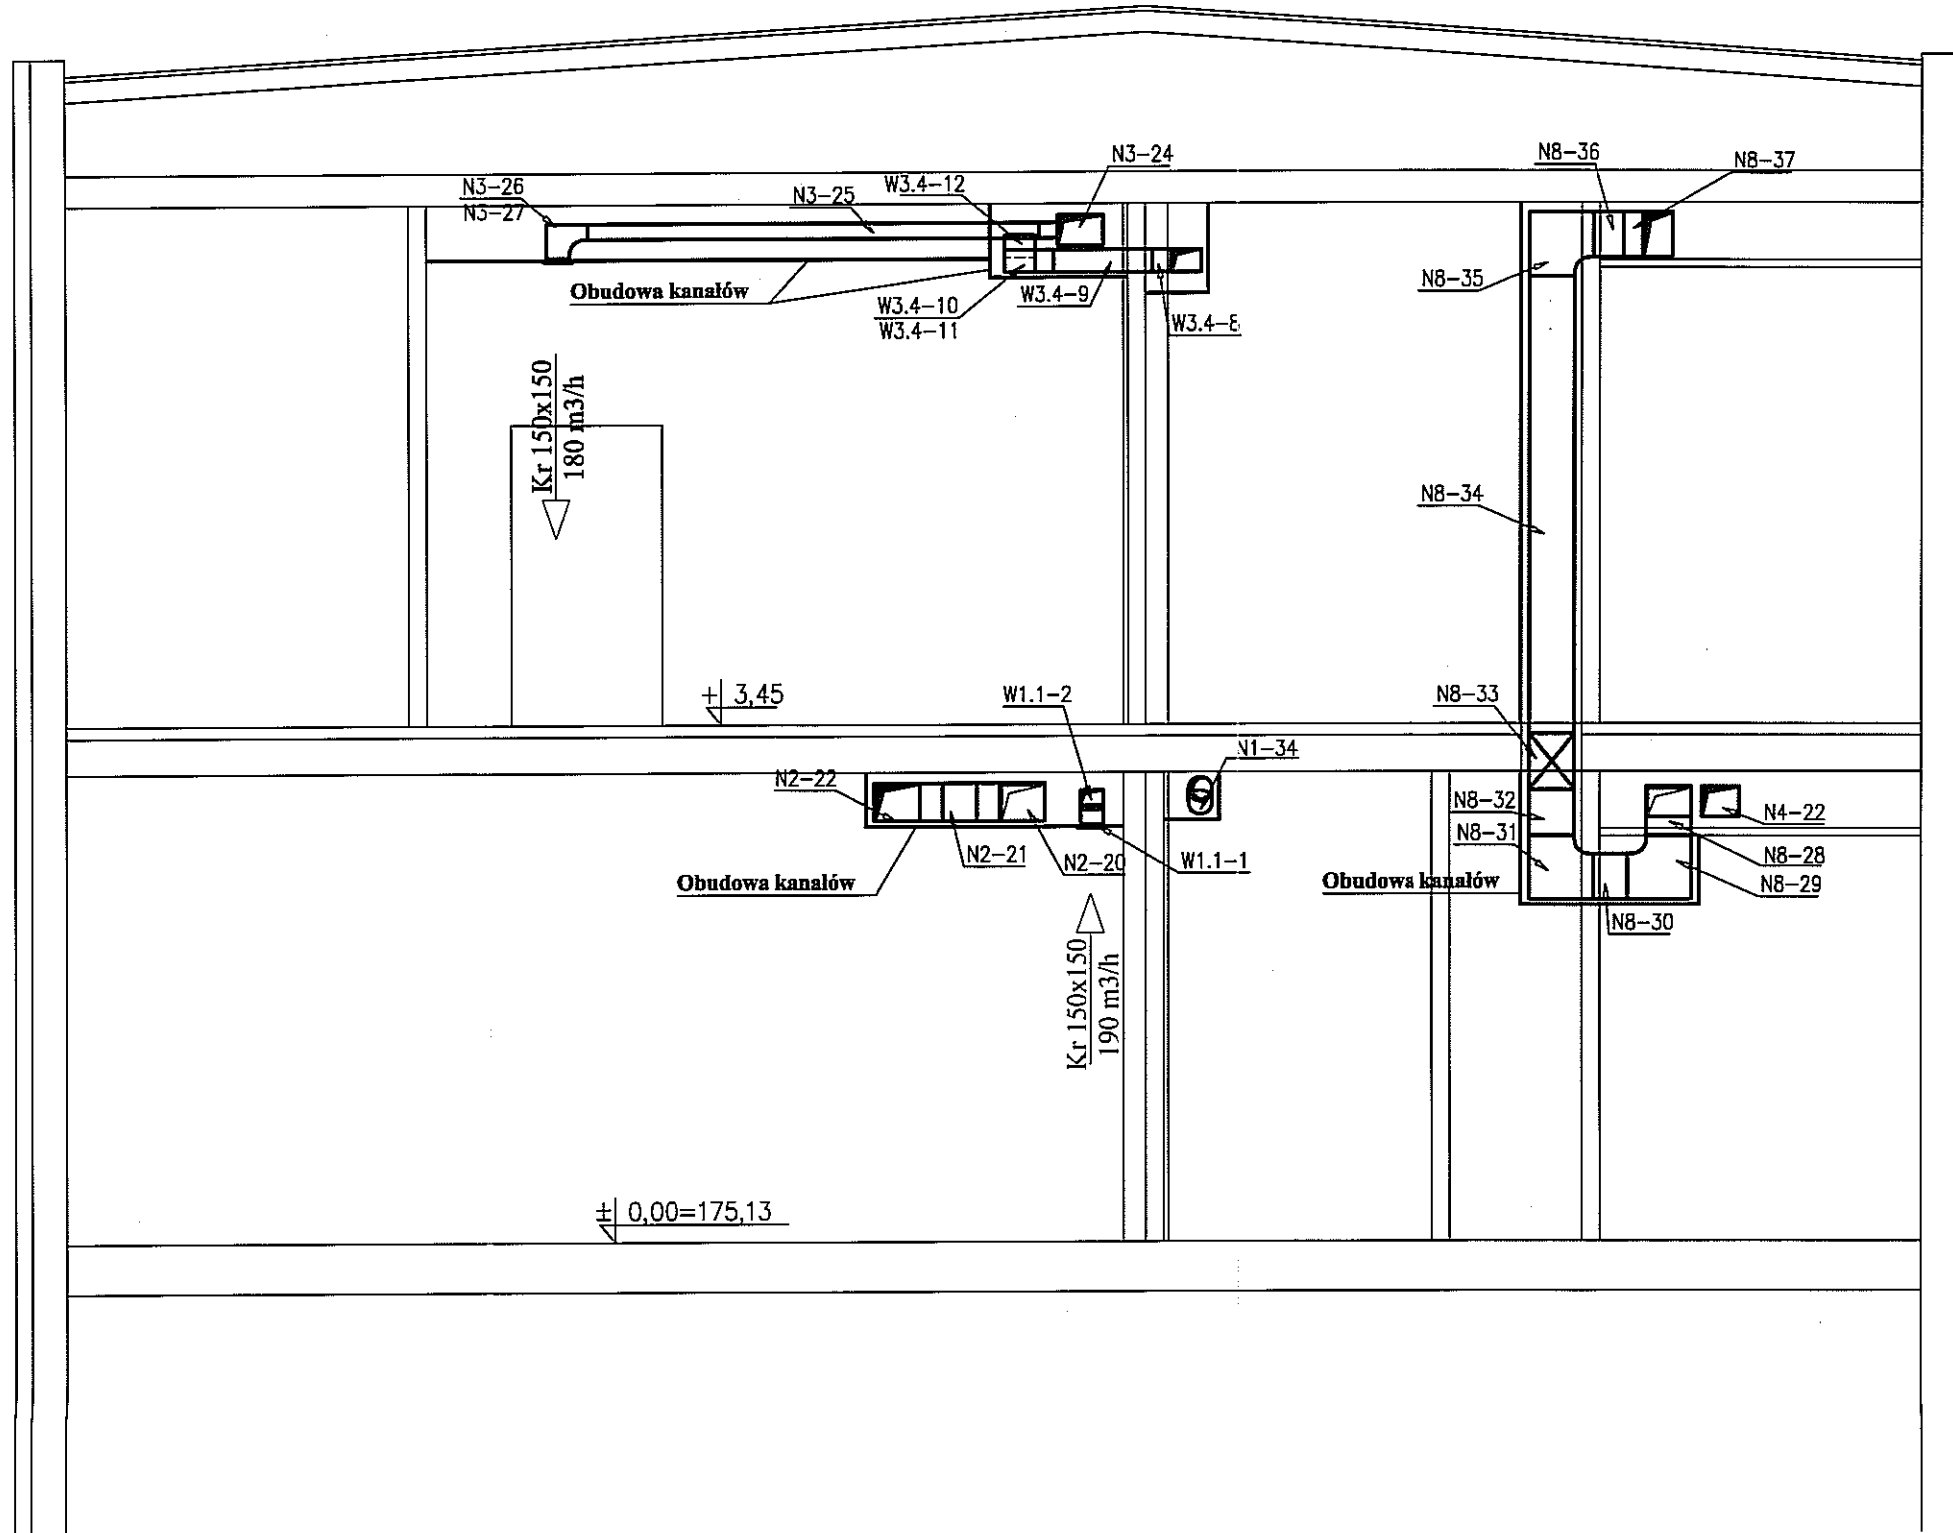 N3-24
N8-36
N8-37
N3-26
N3-27
W3.4-12
N3-25
Obudowa kanałów
W3.4-10
W3.4-11
W3.4-9
W3.4-8
N8-35
Kr 150x150
180 m3/h
N8-34
+ 3,45
W1.1-2
N8-33
N1-34
N2-22
N8-32
N4-22
N8-31
N2-21
N2-20
W1.1-1
N8-28
Obudowa kanałów
Obudowa kanałów
N8-29
N8-30
Kr 150x150
190 m3/h
± 0,00=175,13